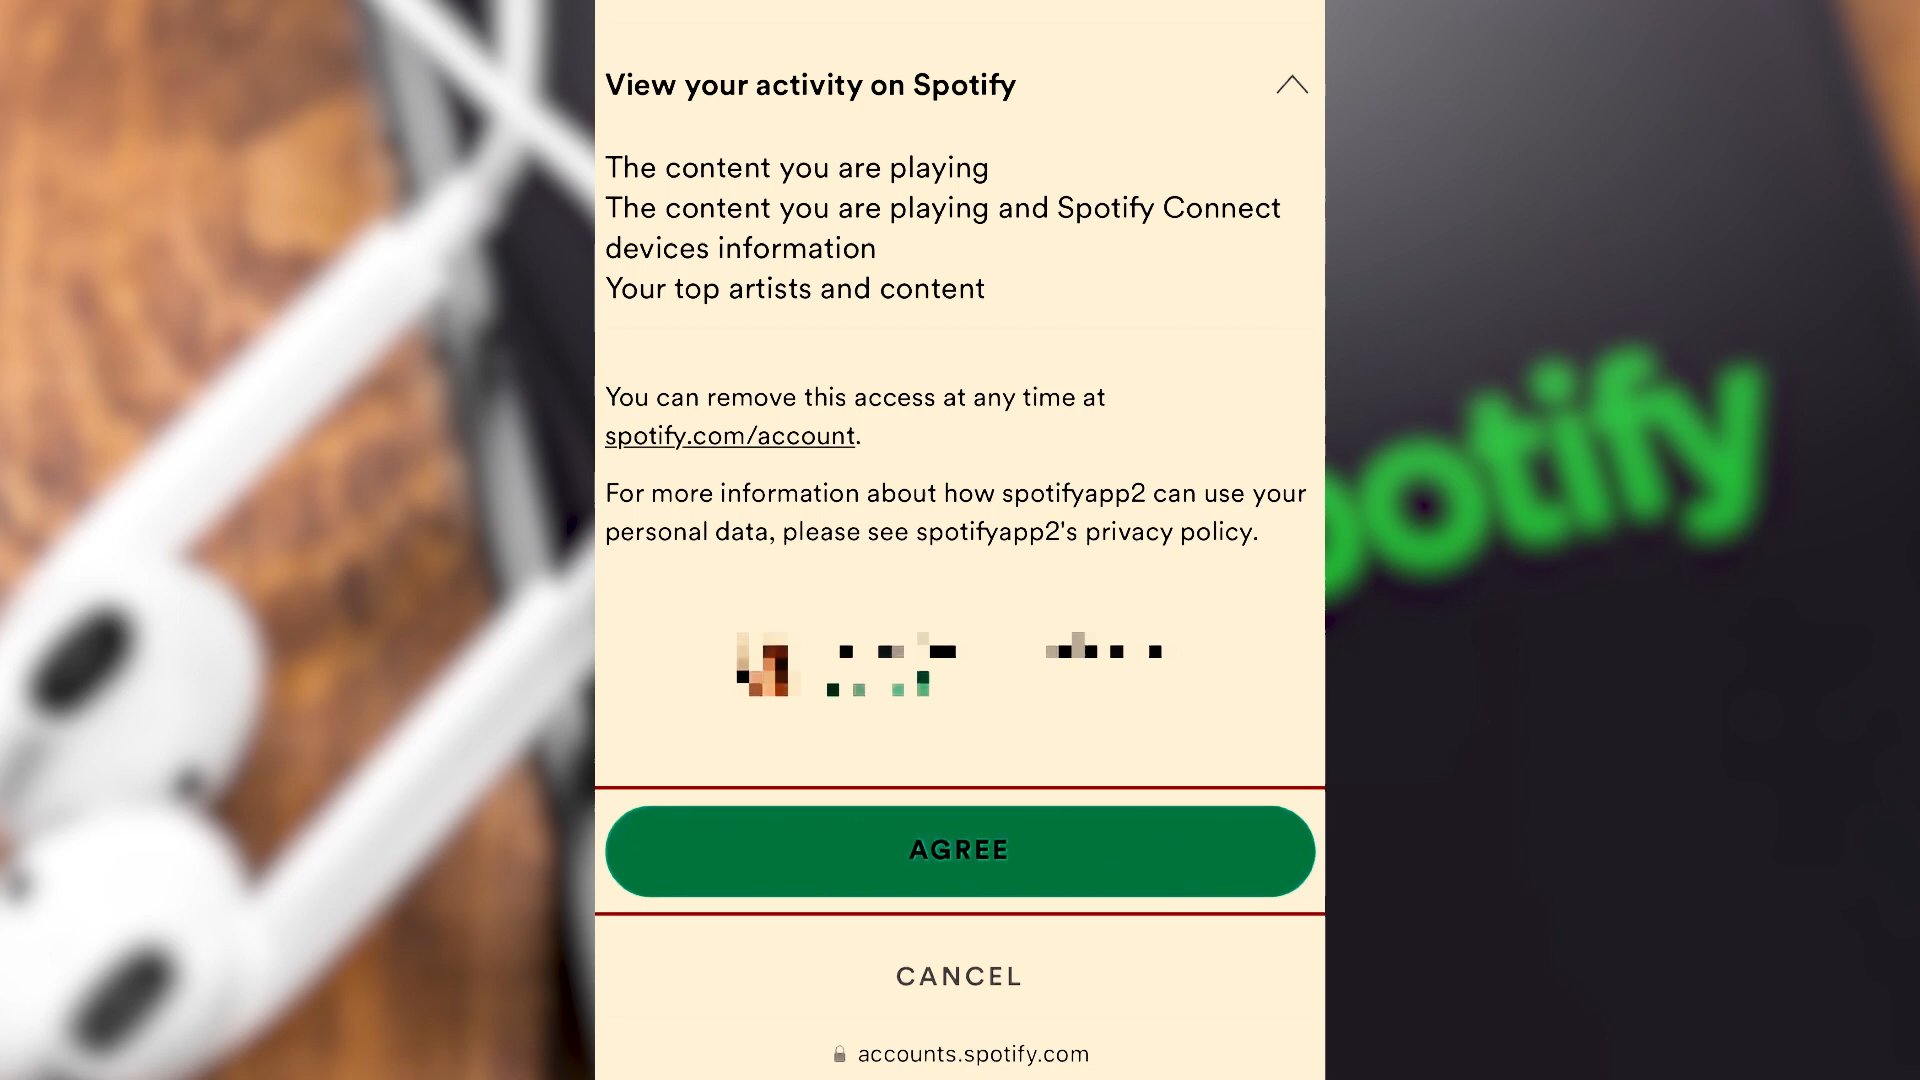 View your activity on Spotify
The content you are playing
The content you are playing and Spotify Connect
devices information
Your top artists and content
You can remove this access at any time at
spotify.com/account.
For more information about how spotifyapp2 can use your
personal data, please see spotifyapp2's privacy policy.
potify
AGREE
CANCEL
accounts.spotify.com